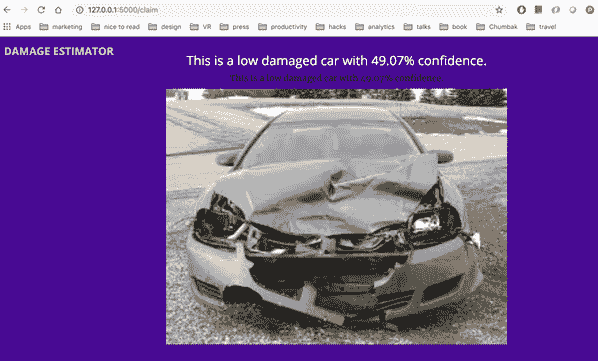 127.0.0.1:5000/claim
Apps marketing nice to read design VR press productivity hacks analytics talks book Chumbak travel
DAMAGE ESTIMATOR
This is a low damaged car with 49.07% confidence.